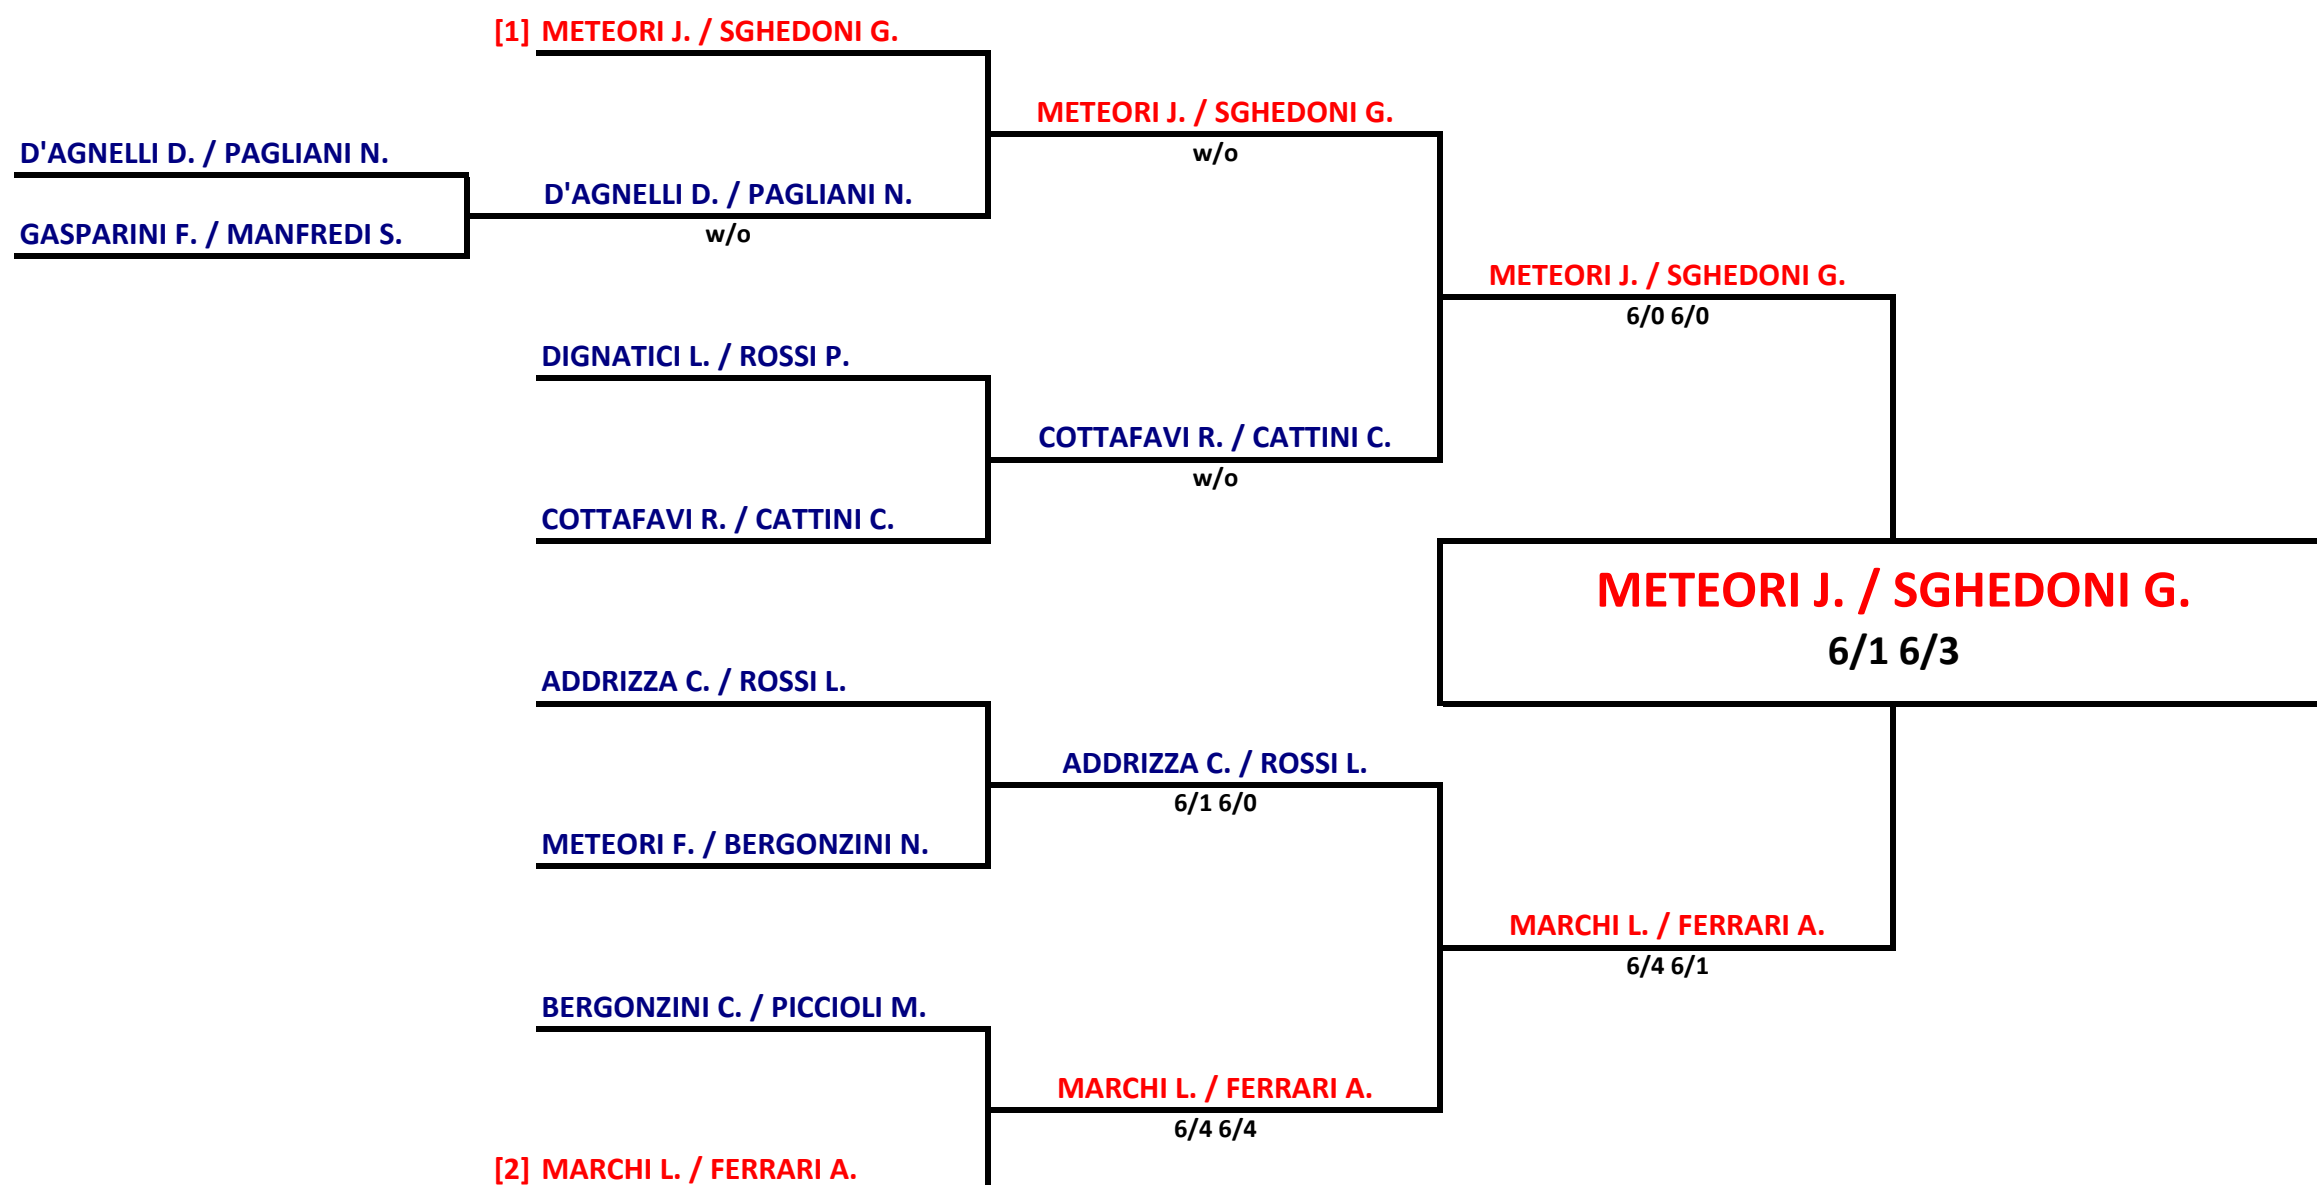 [1] METEORI J. / SGHEDONI G.
METEORI J. / SGHEDONI G.
w/o
D'AGNELLI D. / PAGLIANI N.
D'AGNELLI D. / PAGLIANI N.
w/o
GASPARINI F. / MANFREDI S.
METEORI J. / SGHEDONI G.
6/0 6/0
DIGNATICI L. / ROSSI P.
COTTAFAVI R. / CATTINI C.
w/o
COTTAFAVI R. / CATTINI C.
METEORI J. / SGHEDONI G.
6/1 6/3
ADDRIZZA C. / ROSSI L.
ADDRIZZA C. / ROSSI L.
6/1 6/0
METEORI F. / BERGONZINI N.
MARCHI L. / FERRARI A.
6/4 6/1
BERGONZINI C. / PICCIOLI M.
MARCHI L. / FERRARI A.
6/4 6/4
[2] MARCHI L. / FERRARI A.